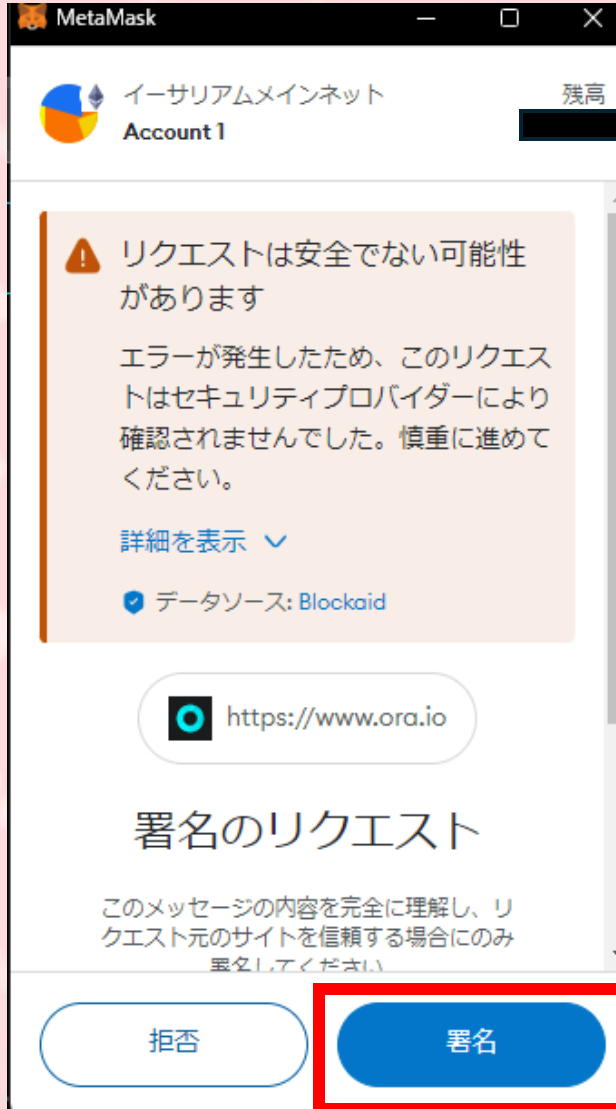 MetaMask
イーサリアムメインネット
残高
Account 1
リクエストは安全でない可能性
があります
エラーが発生したため、このリクエス
トはセキュリティプロバイダーにより
確認されませんでした。慎重に進めて
ください。
詳細を表示
データソース: Blockaid
https://www.ora.io
署名のリクエスト
このメッセージの内容を完全に理解し、リ
クエスト元のサイトを信頼する場合にのみ
署名してください
拒否
署名